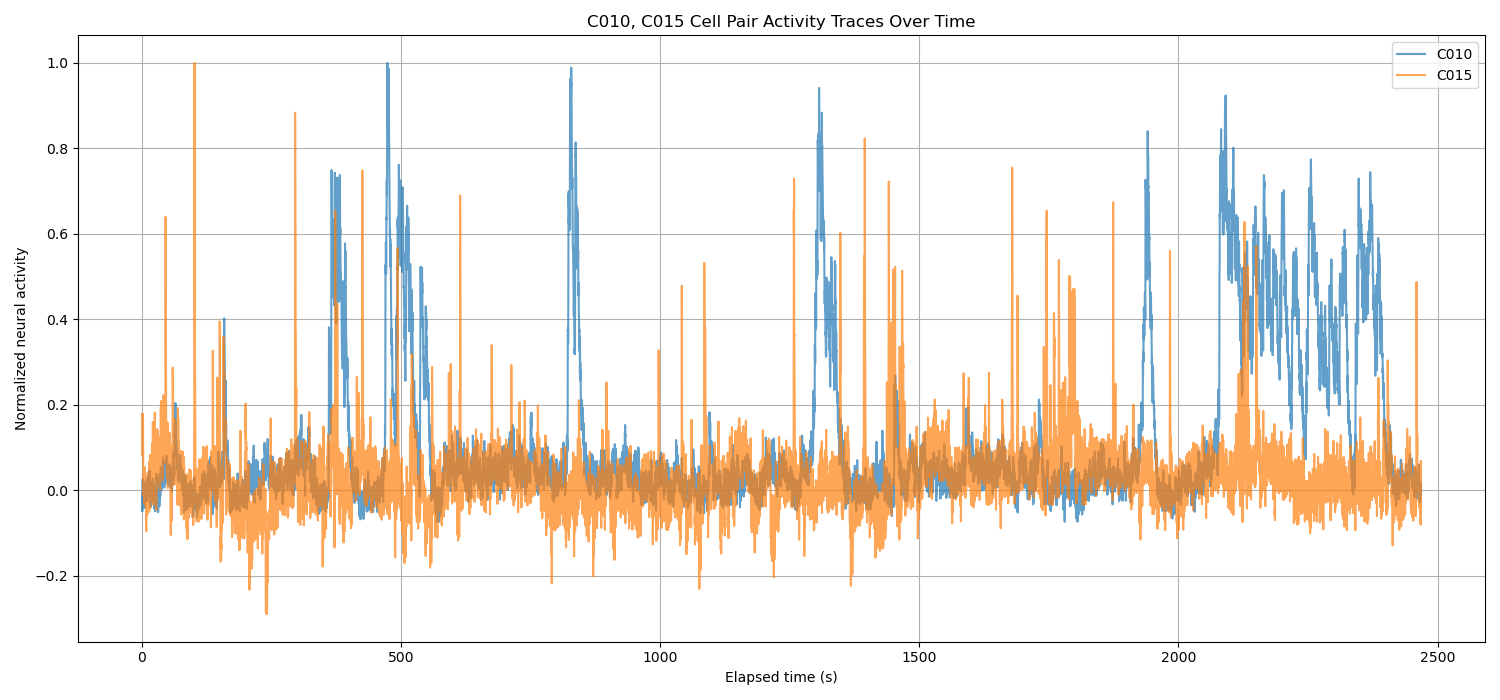 C010, C015 Cell Pair Activity Traces Over Time
C010
C015
Normalized neural activity
1.0
0.8
0.6
0.4
0.2
0.0
−0.2
0
500
1000
1500
2000
2500
Elapsed time (s)